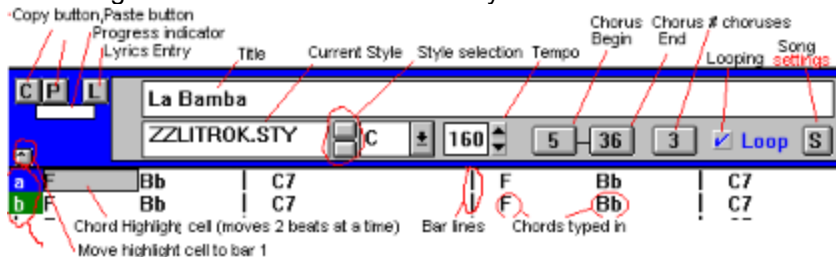 Copy button,Paste button
Progress indicator
Lyrics Entry
Title
Current Style
Style selection
Tempo
Chorus Begin
Chorus End
# choruses
Looping
Song settings
C P L
La Bamba
ZZLITROK.STY C 160 5 - 36 3 Loop S
a F Bb | C7 | F Bb | C7
b F Bb | C7 | F Bb | C7
Chord Highlight cell (moves 2 beats at a time) Bar lines Chords typed in
Move highlight cell to bar 1